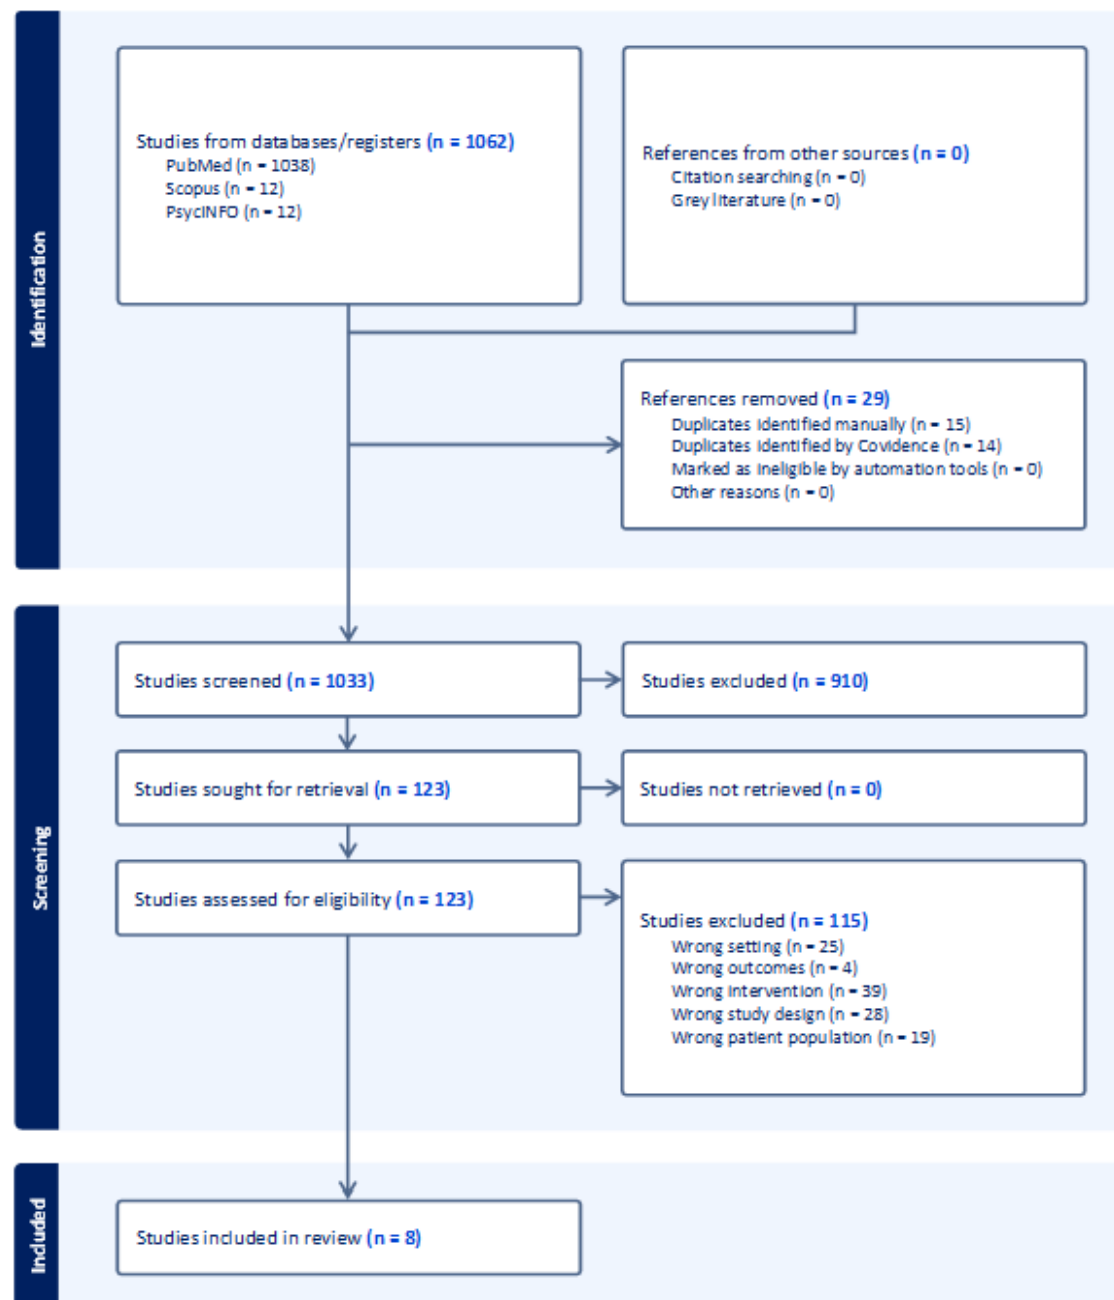 Identification
Studies from databases/registers (n = 1062)
PubMed (n = 1038)
Scopus (n = 12)
PsycINFO (n = 12)
References from other sources (n = 0)
Citation searching (n = 0)
Grey literature (n = 0)
References removed (n = 29)
Duplicates identified manually (n = 15)
Duplicates identified by Covidence (n = 14)
Marked as ineligible by automation tools (n = 0)
Other reasons (n = 0)
Screening
Studies screened (n = 1033)
Studies excluded (n = 910)
Studies sought for retrieval (n = 123)
Studies not retrieved (n = 0)
Studies assessed for eligibility (n = 123)
Studies excluded (n = 115)
Wrong setting (n = 25)
Wrong outcomes (n = 4)
Wrong intervention (n = 39)
Wrong study design (n = 28)
Wrong patient population (n = 19)
Included
Studies included in review (n = 8)